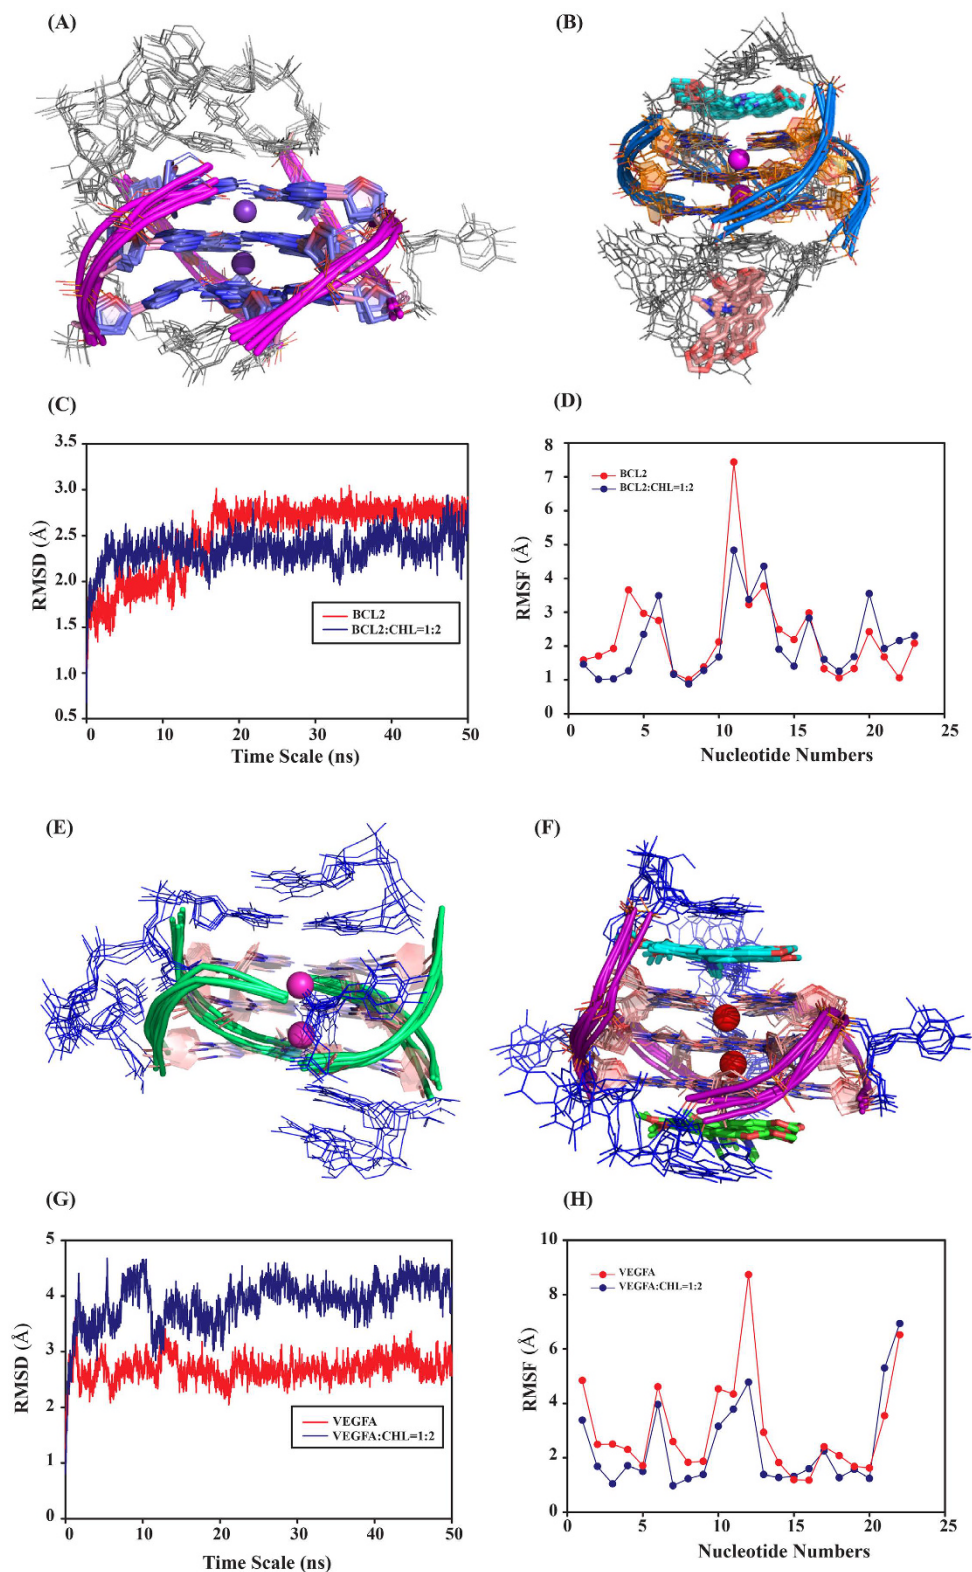 (A)
(B)
(C)
(D)
3.5
3.0
2.5
2.0
1.5
1.0
0.5
RMSD (Å)
BCL2
BCL2:CHL=1:2
0 10 20 30 40 50
Time Scale (ns)
8
7
6
5
4
3
2
1
0
RMSF (Å)
BCL2
BCL2:CHL=1:2
0 5 10 15 20 25
Nucleotide Numbers
(E)
(F)
(G)
(H)
5
4
3
2
1
0
RMSD (Å)
VEGFA
VEGFA:CHL=1:2
0 10 20 30 40 50
Time Scale (ns)
10
8
6
4
2
0
RMSF (Å)
VEGFA
VEGFA:CHL=1:2
0 5 10 15 20 25
Nucleotide Numbers